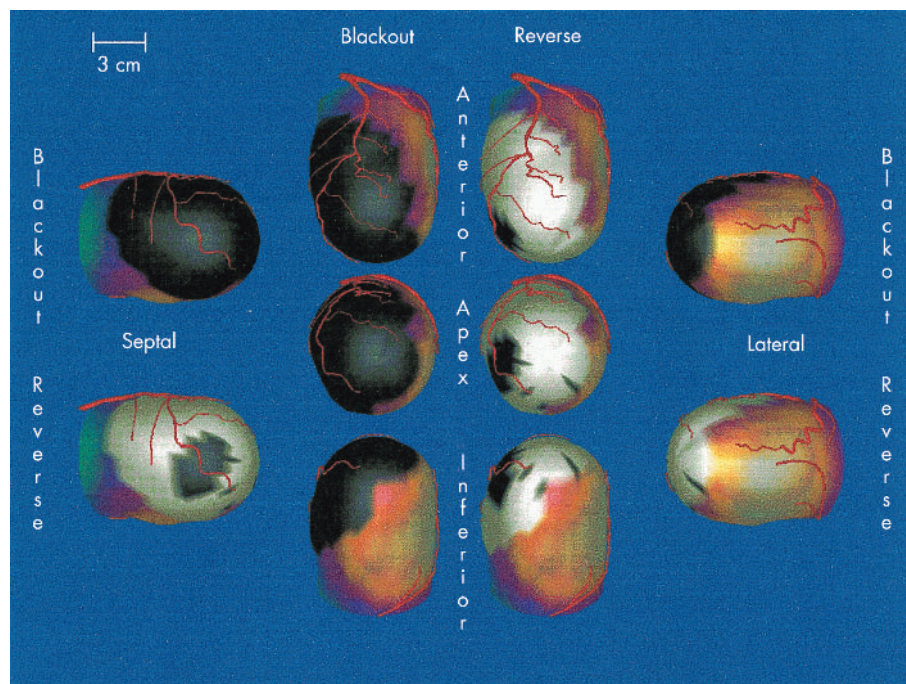 Blackout
Reverse
3 cm
Anterior
Blackout
Blackout
Septal
Apex
Lateral
Reverse
Reverse
Inferior